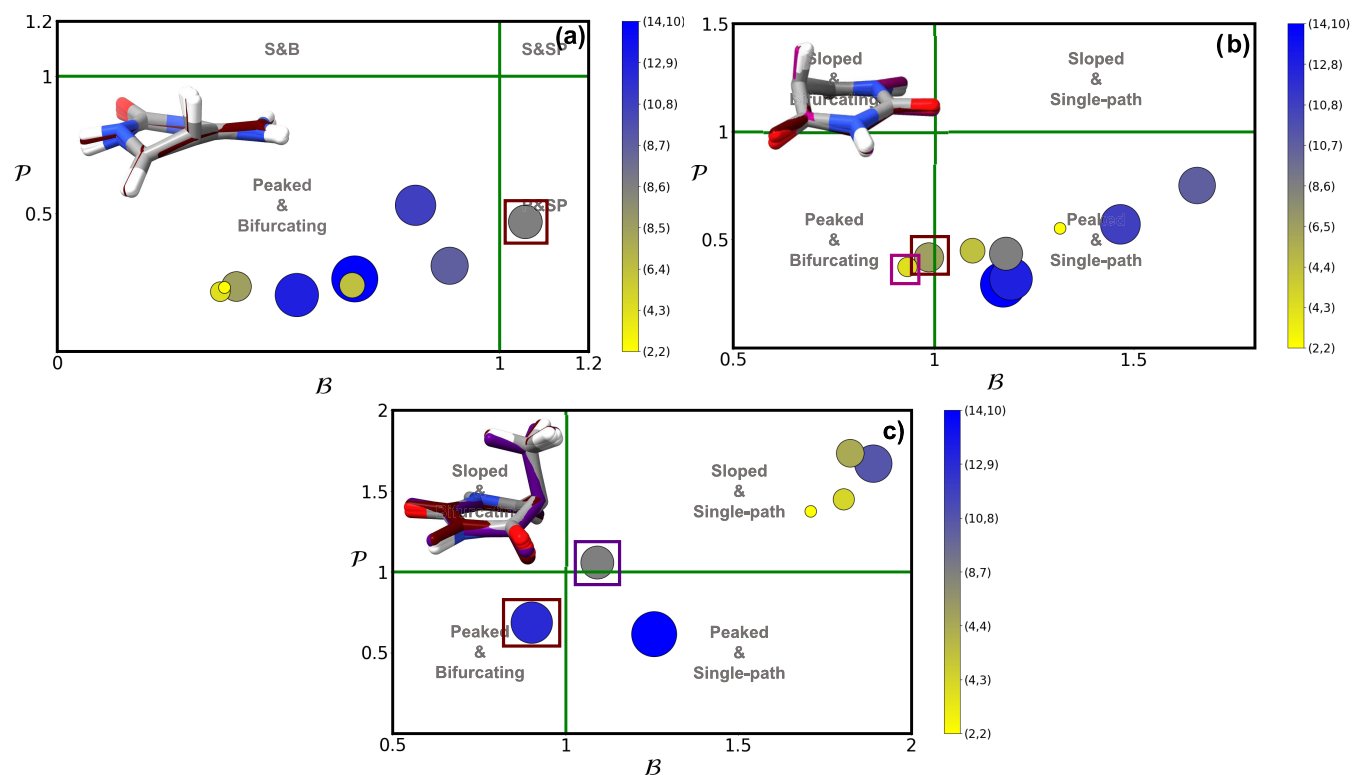 1.2
S&B
(a)
S&SP
1
𝒫
Peaked
&
Bifurcating
0.5
P&SP
0
1
1.2
ℬ
(14,10)
(12,9)
(10,8)
(8,7)
(8,6)
(8,5)
(6,4)
(4,3)
(2,2)
1.5
Sloped
&
Bifurcating
Sloped
&
Single-path
(b)
1
𝒫
Peaked
&
Bifurcating
Peaked
&
Single-path
0.5
0.5
1
1.5
ℬ
(14,10)
(12,8)
(10,8)
(10,7)
(8,6)
(6,5)
(4,4)
(4,3)
(2,2)
2
c)
Sloped
&
Bifurcating
Sloped
&
Single-path
1.5
𝒫
1
Peaked
&
Bifurcating
Peaked
&
Single-path
0.5
0.5
1
1.5
2
ℬ
(14,10)
(12,9)
(10,8)
(8,7)
(4,4)
(4,3)
(2,2)